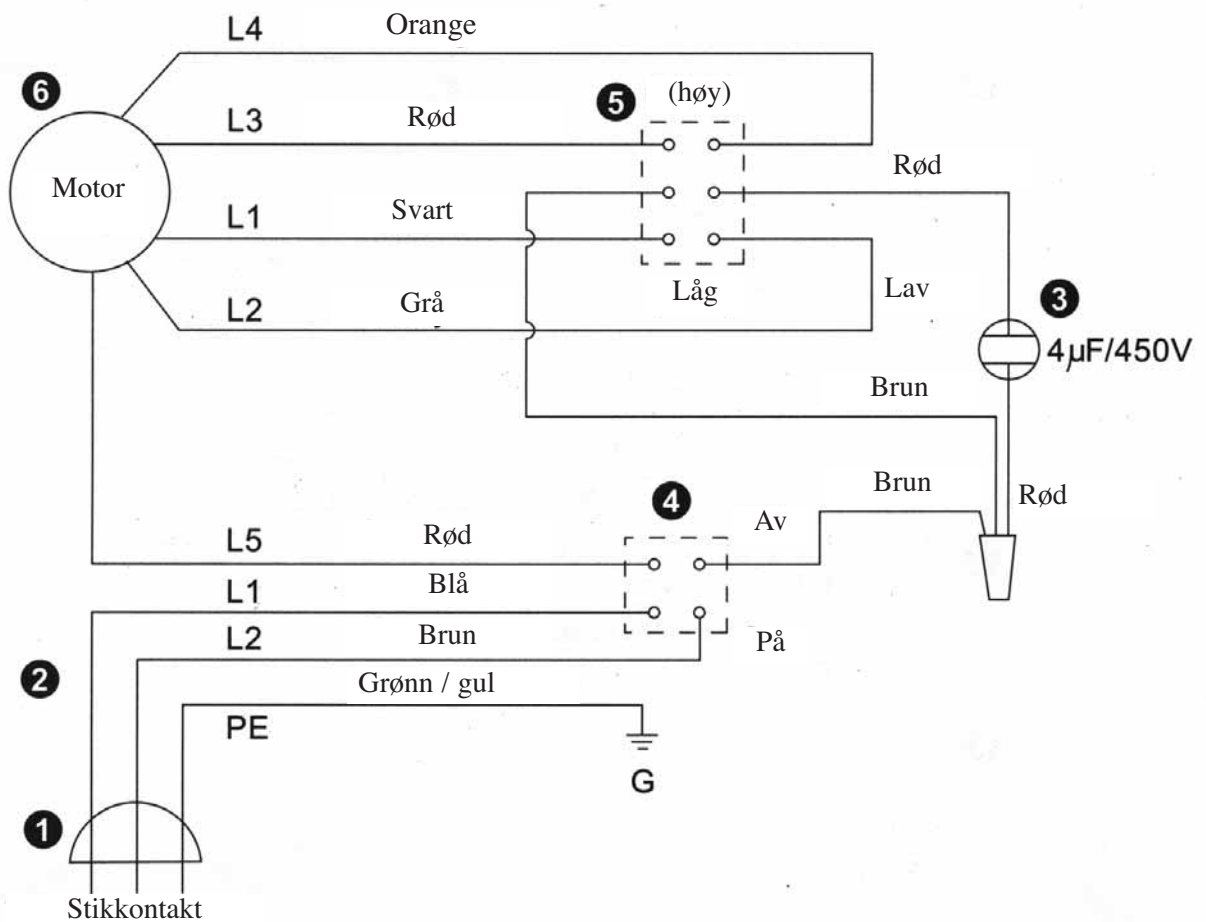 L4 Orange
6
5 (høy)
L3 Rød
Motor
Rød
L1 Svart
Låg
Lav
L2 Grå
3
4µF/450V
Brun
4
Brun
Rød
Av
L5 Rød
L1 Blå
L2 Brun
På
2
Grønn / gul
PE
G
1
Stikkontakt